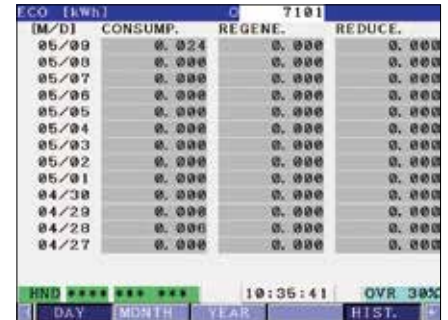 ECO [kWh] O 7101
[M/D] CONSUMP. REGENE. REDUCE.
05/09 0.024 0.000 0.000
05/08 0.000 0.000 0.000
05/07 0.000 0.000 0.000
05/06 0.000 0.000 0.000
05/05 0.000 0.000 0.000
05/04 0.000 0.000 0.000
05/03 0.000 0.000 0.000
05/02 0.000 0.000 0.000
05/01 0.000 0.000 0.000
04/30 0.000 0.000 0.000
04/29 0.000 0.000 0.000
04/28 0.000 0.000
04/27 0.000 0.000 0.000
HND **** *** *** 10:35:41 OVR 30%
DAY MONTH YEAR HIST. +